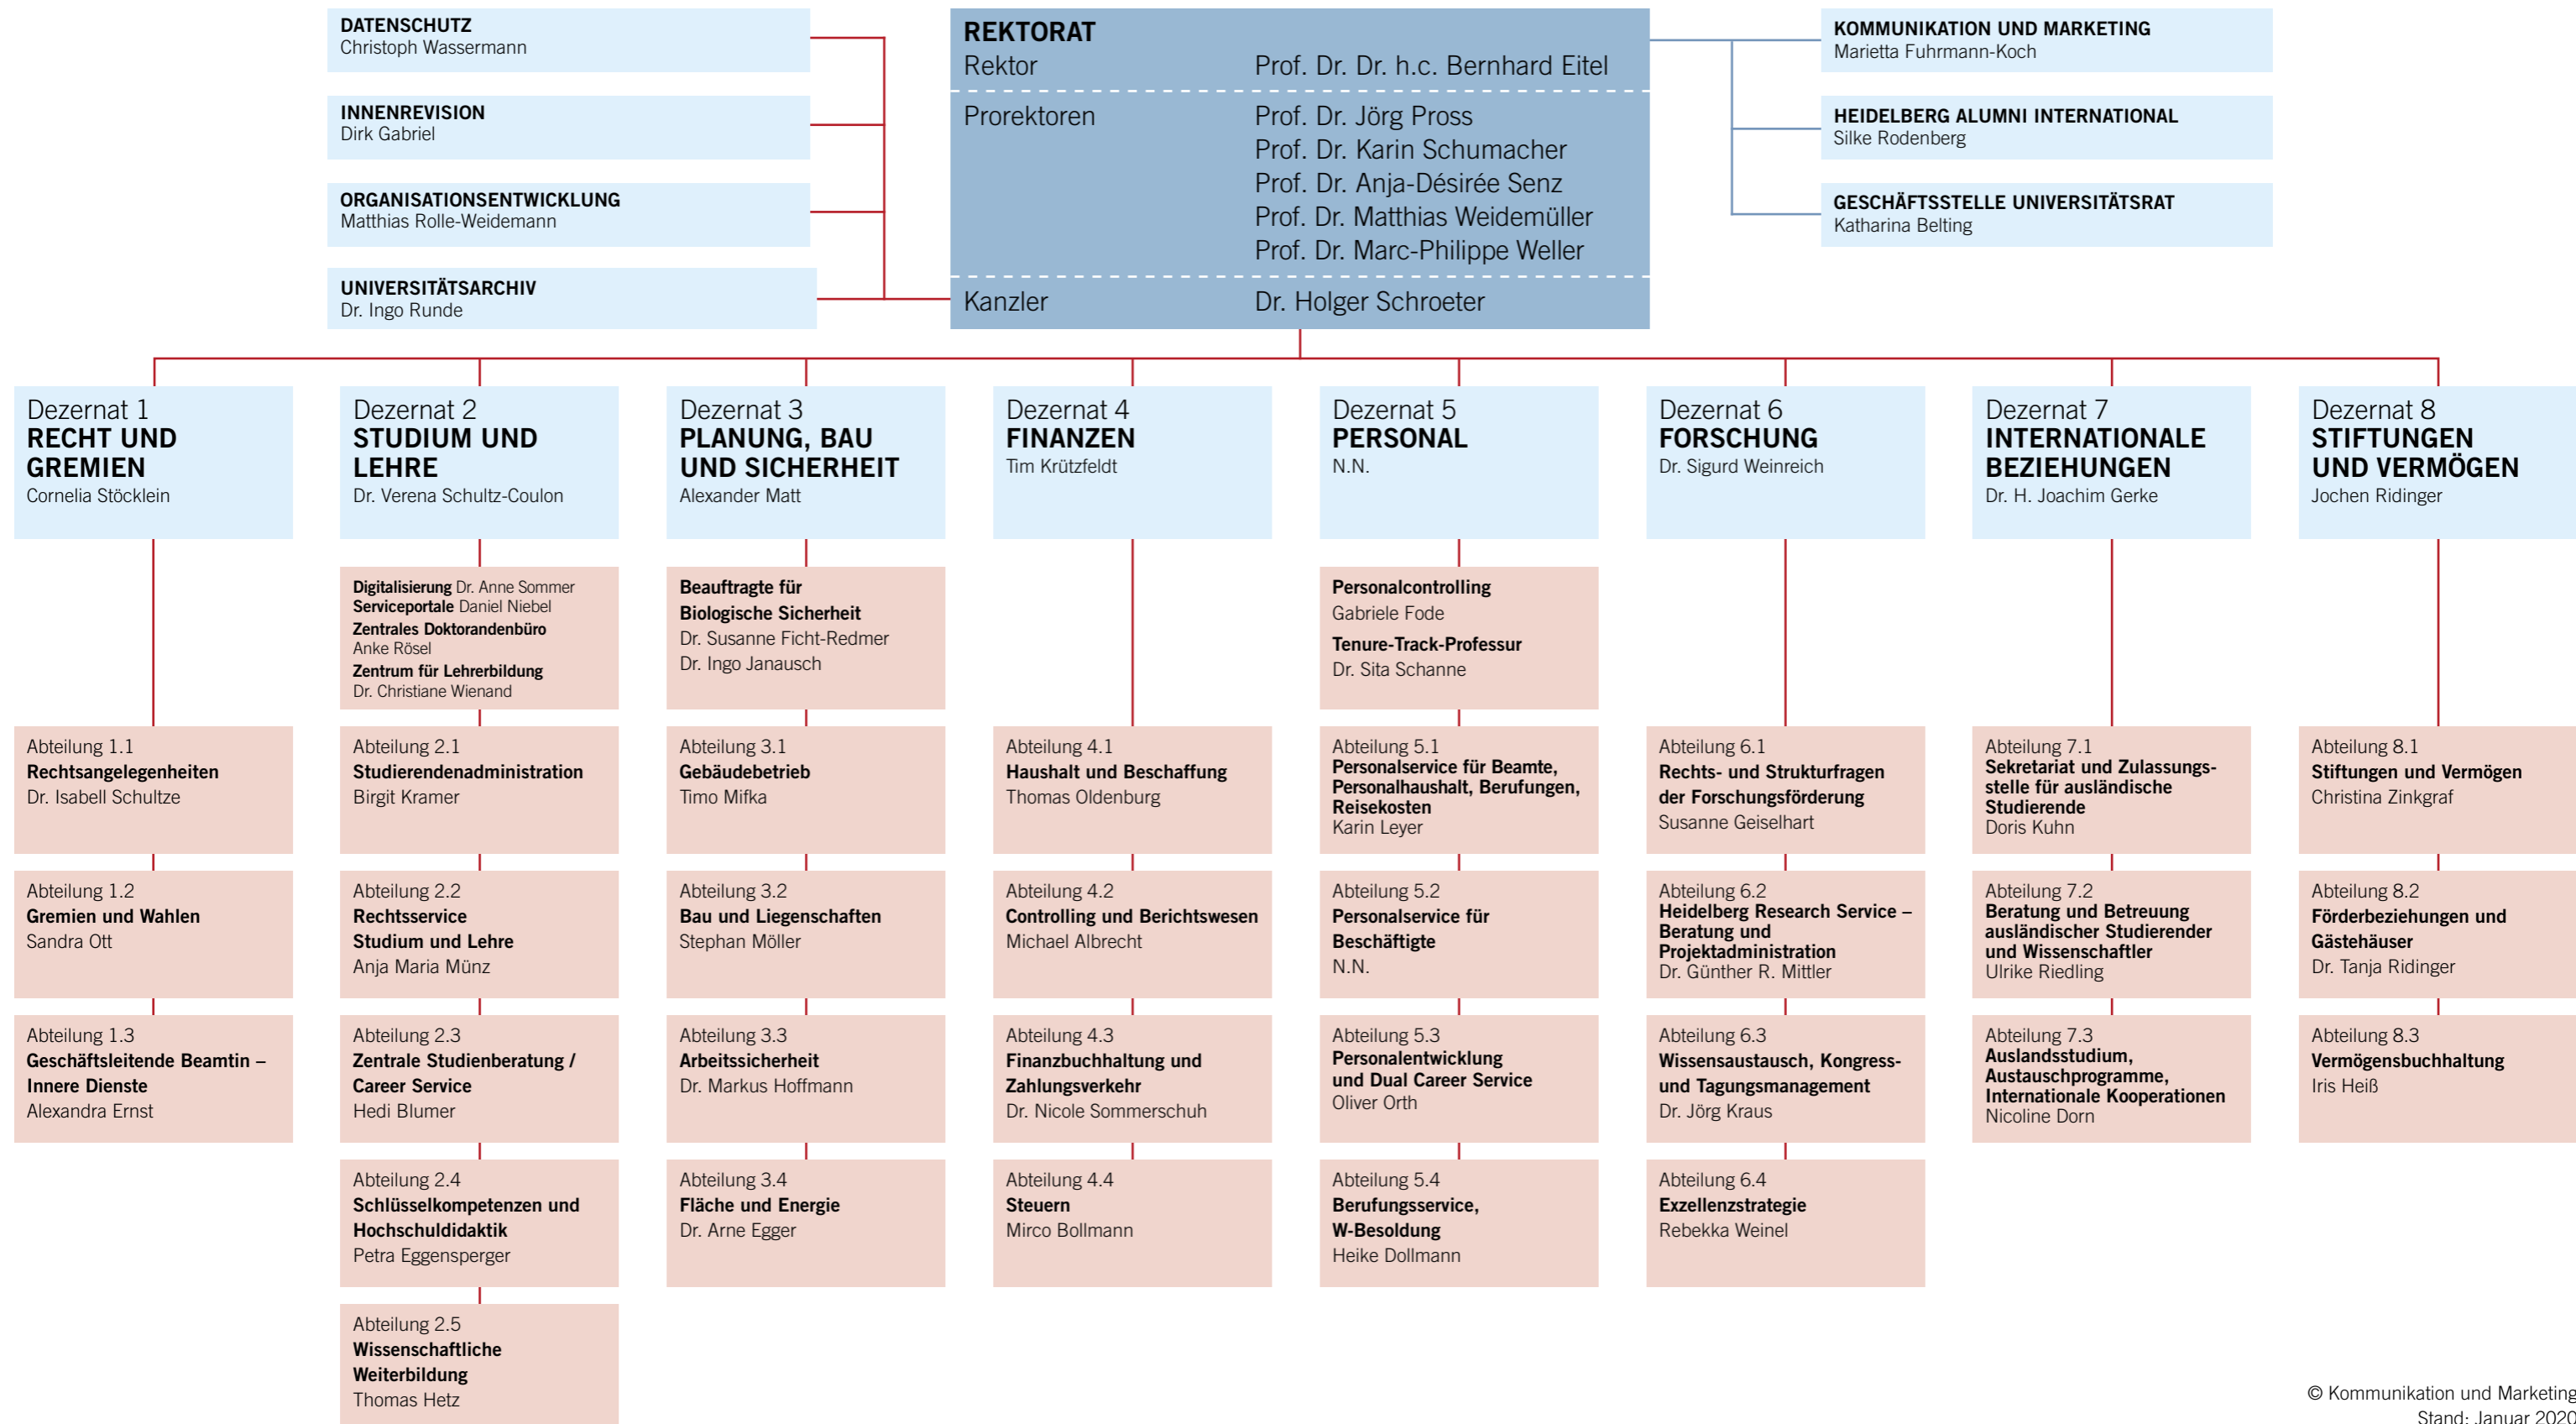 DATENSCHUTZ
Christoph Wassermann
INNENREVISION
Dirk Gabriel
ORGANISATIONSENTWICKLUNG
Matthias Rolle-Weidemann
UNIVERSITÄTSARCHIV
Dr. Ingo Runde
REKTORAT
Rektor Prof. Dr. Dr. h.c. Bernhard Eitel
Prorektoren Prof. Dr. Jörg Pross
Prof. Dr. Karin Schumacher
Prof. Dr. Anja-Désirée Senz
Prof. Dr. Matthias Weidemüller
Prof. Dr. Marc-Philippe Weller
Kanzler Dr. Holger Schroeter
KOMMUNIKATION UND MARKETING
Marietta Fuhrmann-Koch
HEIDELBERG ALUMNI INTERNATIONAL
Silke Rodenberg
GESCHÄFTSSTELLE UNIVERSITÄTSRAT
Katharina Belting
Dezernat 1
RECHT UND
GREMIEN
Cornelia Stöcklein
Abteilung 1.1
Rechtsangelegenheiten
Dr. Isabell Schultze
Abteilung 1.2
Gremien und Wahlen
Sandra Ott
Abteilung 1.3
Geschäftsleitende Beamtin –
Innere Dienste
Alexandra Ernst
Dezernat 2
STUDIUM UND
LEHRE
Dr. Verena Schultz-Coulon
Digitalisierung Dr. Anne Sommer
Serviceportale Daniel Niebel
Zentrales Doktorandenbüro
Anke Rösel
Zentrum für Lehrerbildung
Dr. Christiane Wienand
Abteilung 2.1
Studierendenadministration
Birgit Kramer
Abteilung 2.2
Rechtsservice
Studium und Lehre
Anja Maria Münz
Abteilung 2.3
Zentrale Studienberatung /
Career Service
Hedi Blumer
Abteilung 2.4
Schlüsselkompetenzen und
Hochschuldidaktik
Petra Eggensperger
Abteilung 2.5
Wissenschaftliche
Weiterbildung
Thomas Hetz
Dezernat 3
PLANUNG, BAU
UND SICHERHEIT
Alexander Matt
Beauftragte für
Biologische Sicherheit
Dr. Susanne Ficht-Redmer
Dr. Ingo Janausch
Abteilung 3.1
Gebäudebetrieb
Timo Mifka
Abteilung 3.2
Bau und Liegenschaften
Stephan Möller
Abteilung 3.3
Arbeitssicherheit
Dr. Markus Hoffmann
Abteilung 3.4
Fläche und Energie
Dr. Arne Egger
Dezernat 4
FINANZEN
Tim Krützfeldt
Abteilung 4.1
Haushalt und Beschaffung
Thomas Oldenburg
Abteilung 4.2
Controlling und Berichtswesen
Michael Albrecht
Abteilung 4.3
Finanzbuchhaltung und
Zahlungsverkehr
Dr. Nicole Sommerschuh
Abteilung 4.4
Steuern
Mirco Bollmann
Dezernat 5
PERSONAL
N.N.
Personalcontrolling
Gabriele Fode
Tenure-Track-Professur
Dr. Sita Schanne
Abteilung 5.1
Personalservice für Beamte,
Personalhaushalt, Berufungen,
Reisekosten
Karin Leyer
Abteilung 5.2
Personalservice für
Beschäftigte
N.N.
Abteilung 5.3
Personalentwicklung
und Dual Career Service
Oliver Orth
Abteilung 5.4
Berufungsservice,
W-Besoldung
Heike Dollmann
Dezernat 6
FORSCHUNG
Dr. Sigurd Weinreich
Abteilung 6.1
Rechts- und Strukturfragen
der Forschungsförderung
Susanne Geiselhart
Abteilung 6.2
Heidelberg Research Service –
Beratung und
Projektadministration
Dr. Günther R. Mittler
Abteilung 6.3
Wissensaustausch, Kongress-
und Tagungsmanagement
Dr. Jörg Kraus
Abteilung 6.4
Exzellenzstrategie
Rebekka Weinel
Dezernat 7
INTERNATIONALE
BEZIEHUNGEN
Dr. H. Joachim Gerke
Abteilung 7.1
Sekretariat und Zulassungs-
stelle für ausländische
Studierende
Doris Kuhn
Abteilung 7.2
Beratung und Betreuung
ausländischer Studierender
und Wissenschaftler
Ulrike Riedling
Abteilung 7.3
Auslandsstudium,
Austauschprogramme,
Internationale Kooperationen
Nicoline Dorn
Dezernat 8
STIFTUNGEN
UND VERMÖGEN
Jochen Ridinger
Abteilung 8.1
Stiftungen und Vermögen
Christina Zinkgraf
Abteilung 8.2
Förderbeziehungen und
Gästehäuser
Dr. Tanja Ridinger
Abteilung 8.3
Vermögensbuchhaltung
Iris Heiß
© Kommunikation und Marketing
Stand: Januar 2020